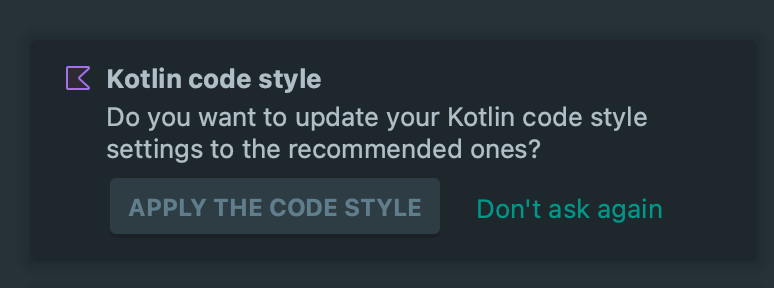 Kotlin code style
Do you want to update your Kotlin code style
settings to the recommended ones?
APPLY THE CODE STYLE Don't ask again